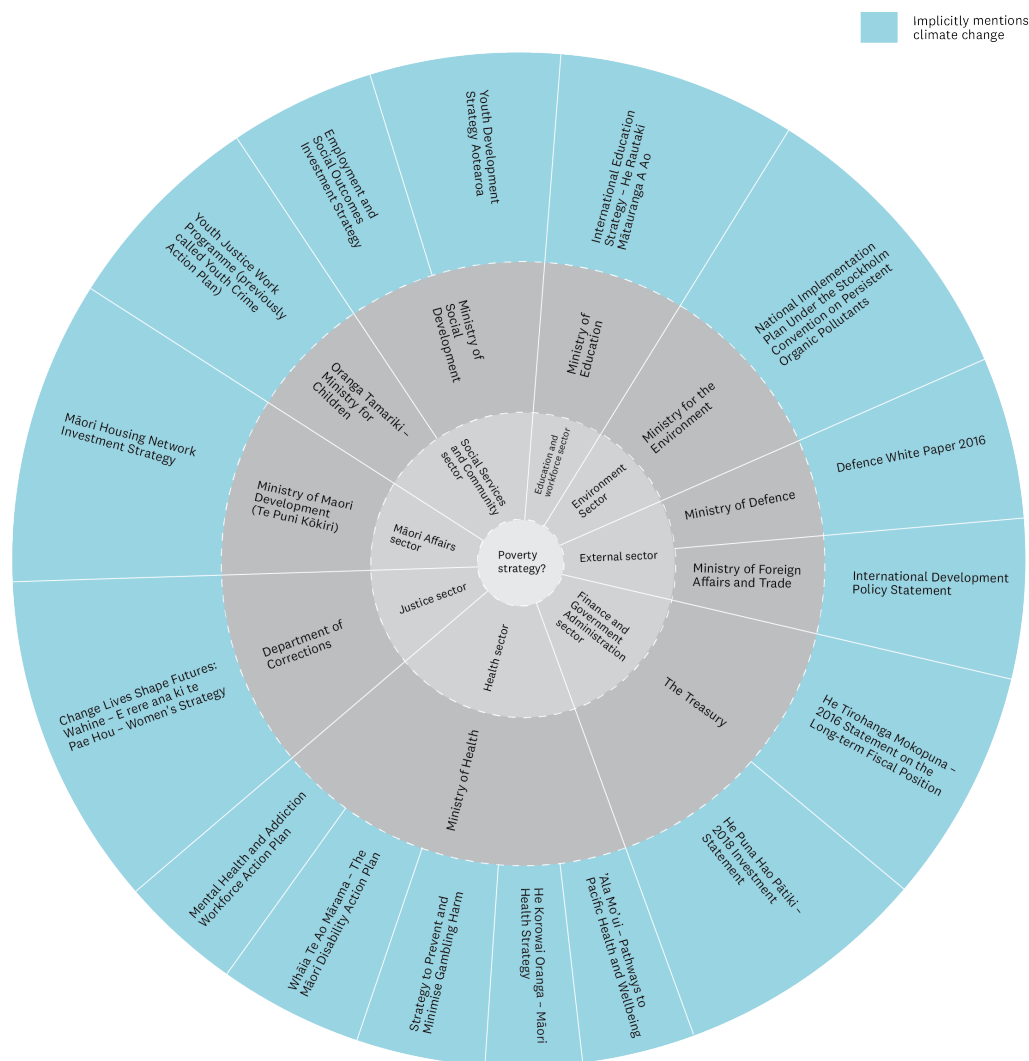 Implicitly mentions
climate change
Youth Development
Strategy Aotearoa
International Education
Strategy – He Rautaki
Mātauranga A Ao
National Implementation
Plan Under the Stockholm
Convention on Persistent
Organic Pollutants
Defence White Paper 2016
International Development
Policy Statement
He Tirohanga Mokopuna –
2016 Statement on the
Long-term Fiscal Position
He Puna Hao Pātiki –
2018 Investment
Statement
'Ala Mo'ui – Pathways to
Pacific Health and Wellbeing
He Korowai Oranga – Māori
Health Strategy
Strategy to Prevent and
Minimise Gambling Harm
Whāia Te Ao Mārama – The
Māori Disability Action Plan
Mental Health and Addiction
Workforce Action Plan
Change Lives Shape Futures:
Wahine – E rere ana ki te
Pae Hou – Women's Strategy
Māori Housing Network
Investment Strategy
Youth Justice Work
Programme (previously
called Youth Crime
Action Plan)
Employment and
Social Outcomes
Investment Strategy
Ministry of
Social
Development
Ministry of
Education
Ministry for the
Environment
Ministry of Defence
Ministry of Foreign
Affairs and Trade
The Treasury
Ministry of Health
Department of
Corrections
Ministry of Maori
Development
(Te Puni Kōkiri)
Oranga Tamariki –
Ministry for
Children
Social Services
and Community
sector
Education and
workforce sector
Environment
Sector
External sector
Finance and
Government
Administration
sector
Health sector
Justice sector
Māori Affairs
sector
Poverty
strategy?